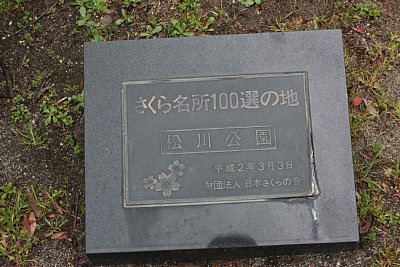 さくら名所100選の地
松川公園
平成2年3月3日
財団法人 日本さくらの会